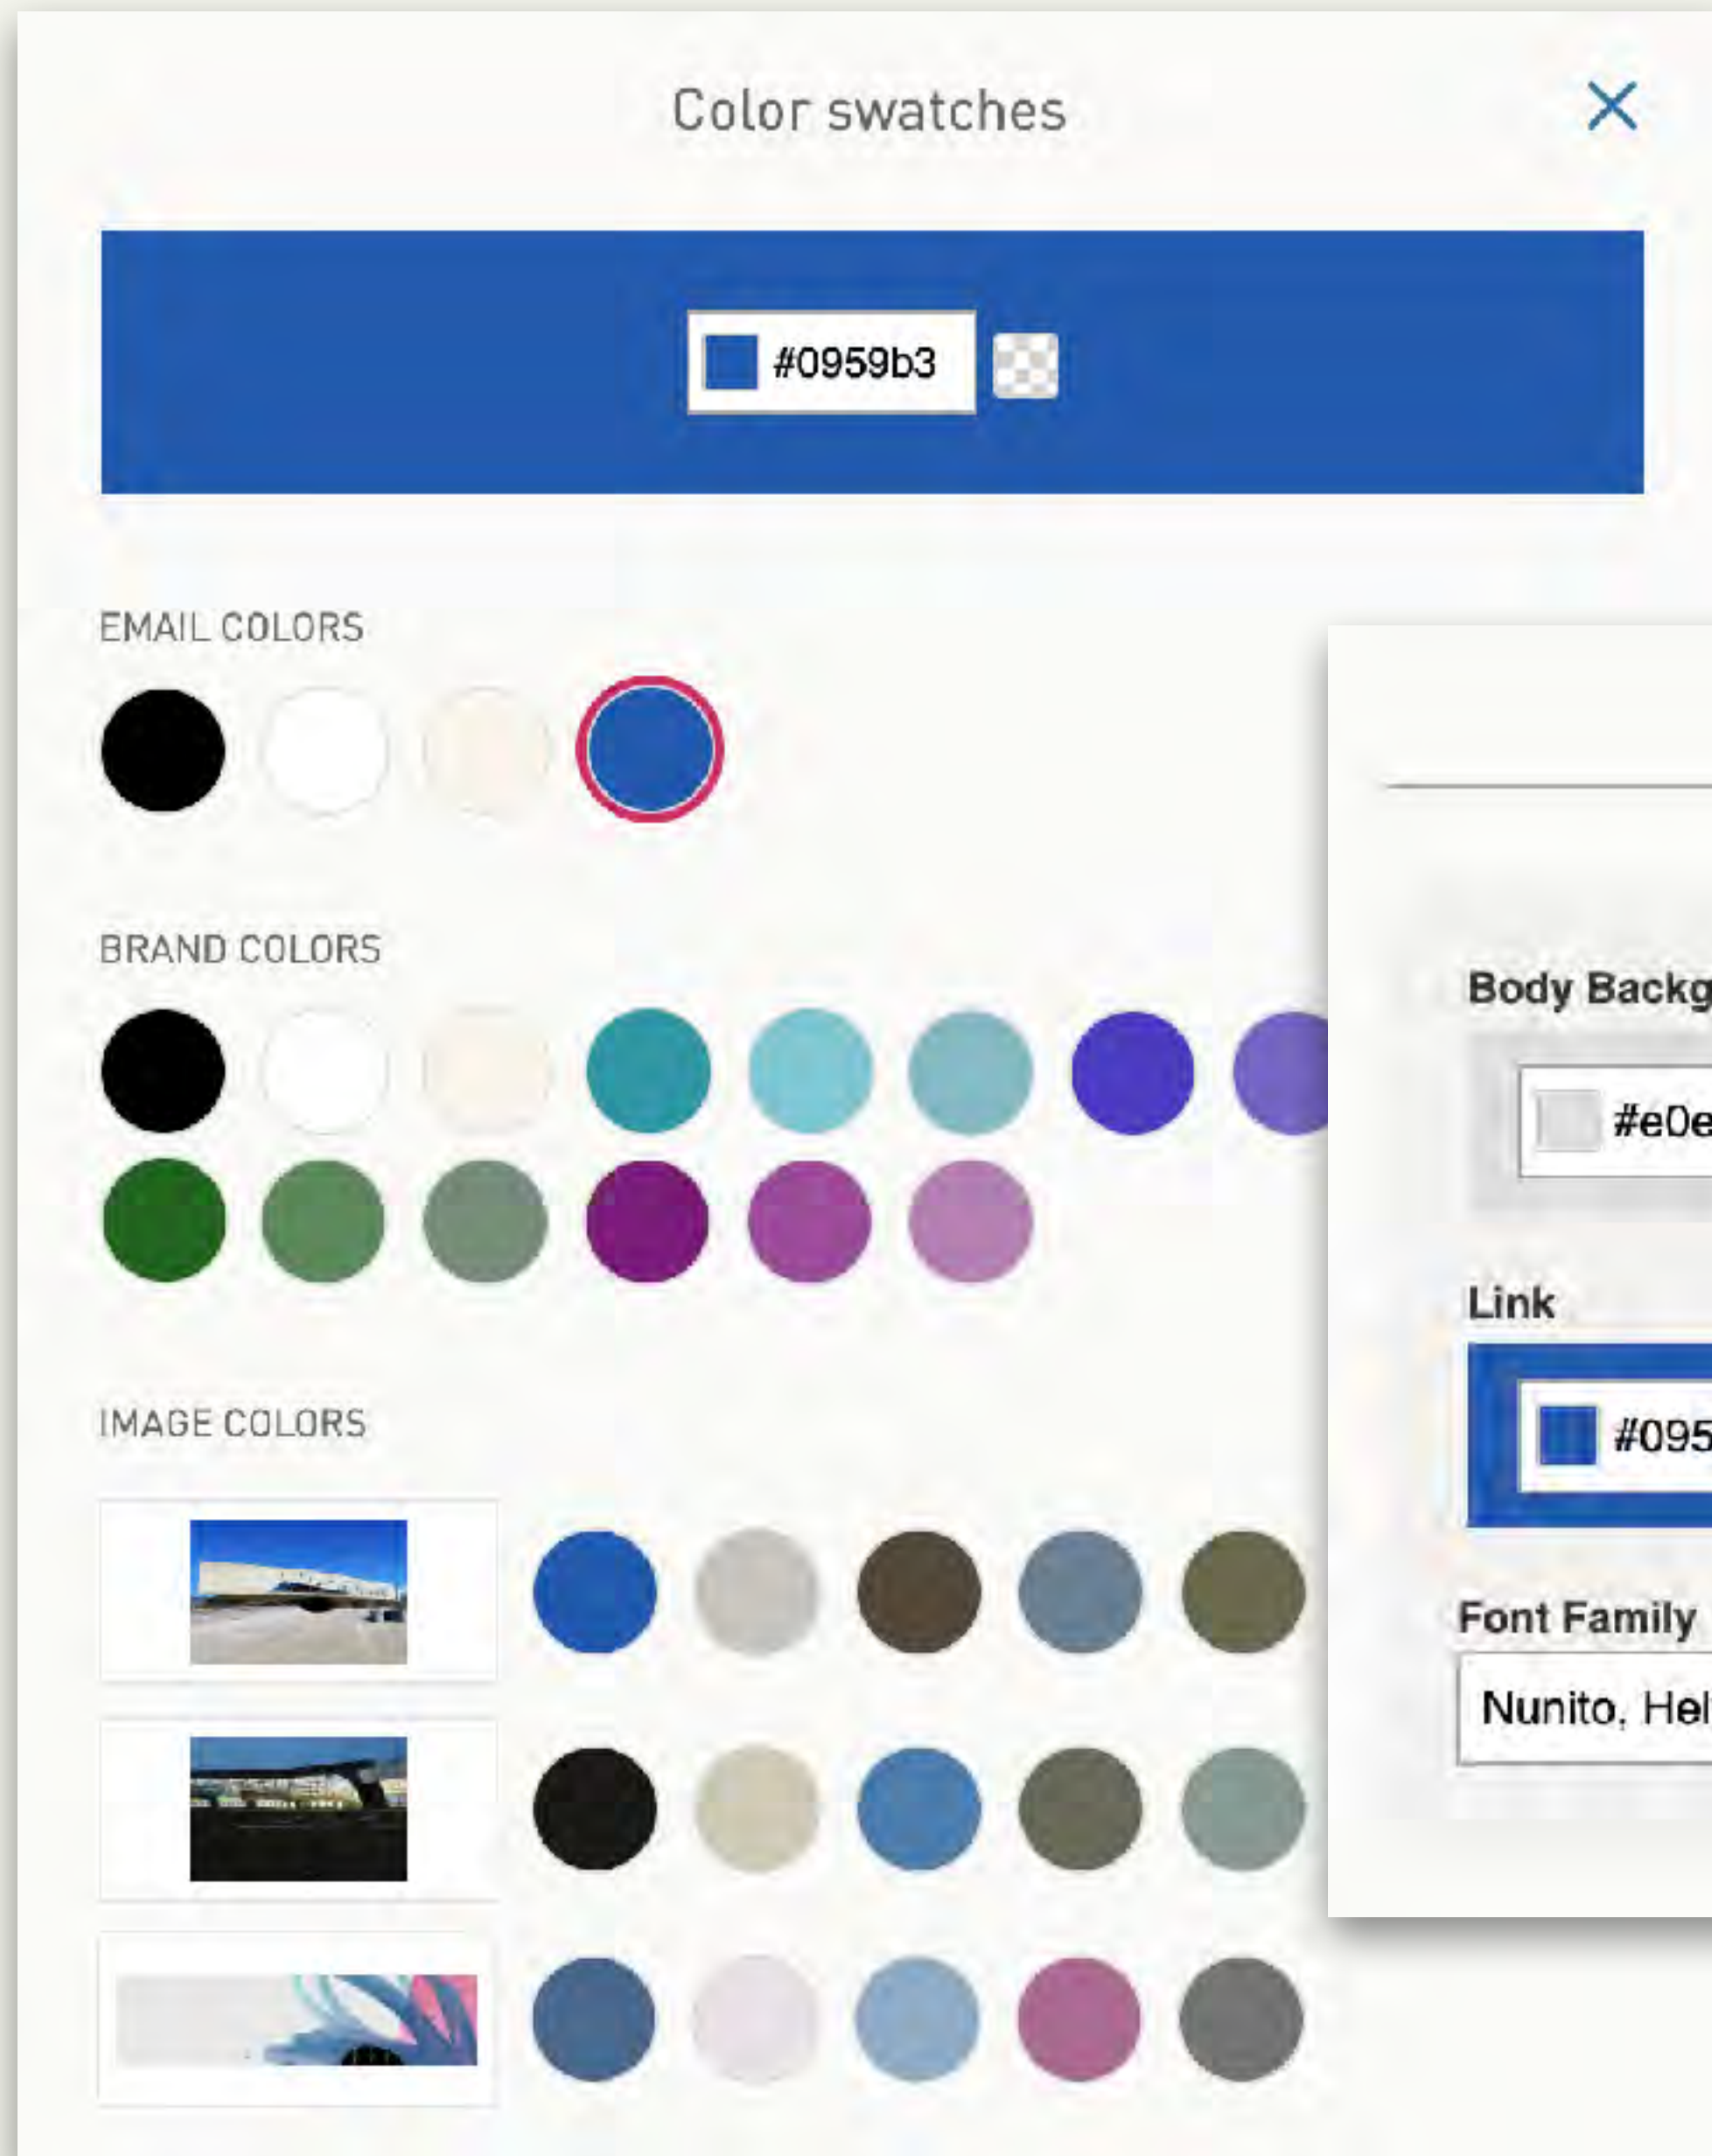 Color swatches
#0959b3
EMAIL COLORS
BRAND COLORS
IMAGE COLORS
Body Backg
#e0e
Link
#095
Font Family
Nunito, Hel